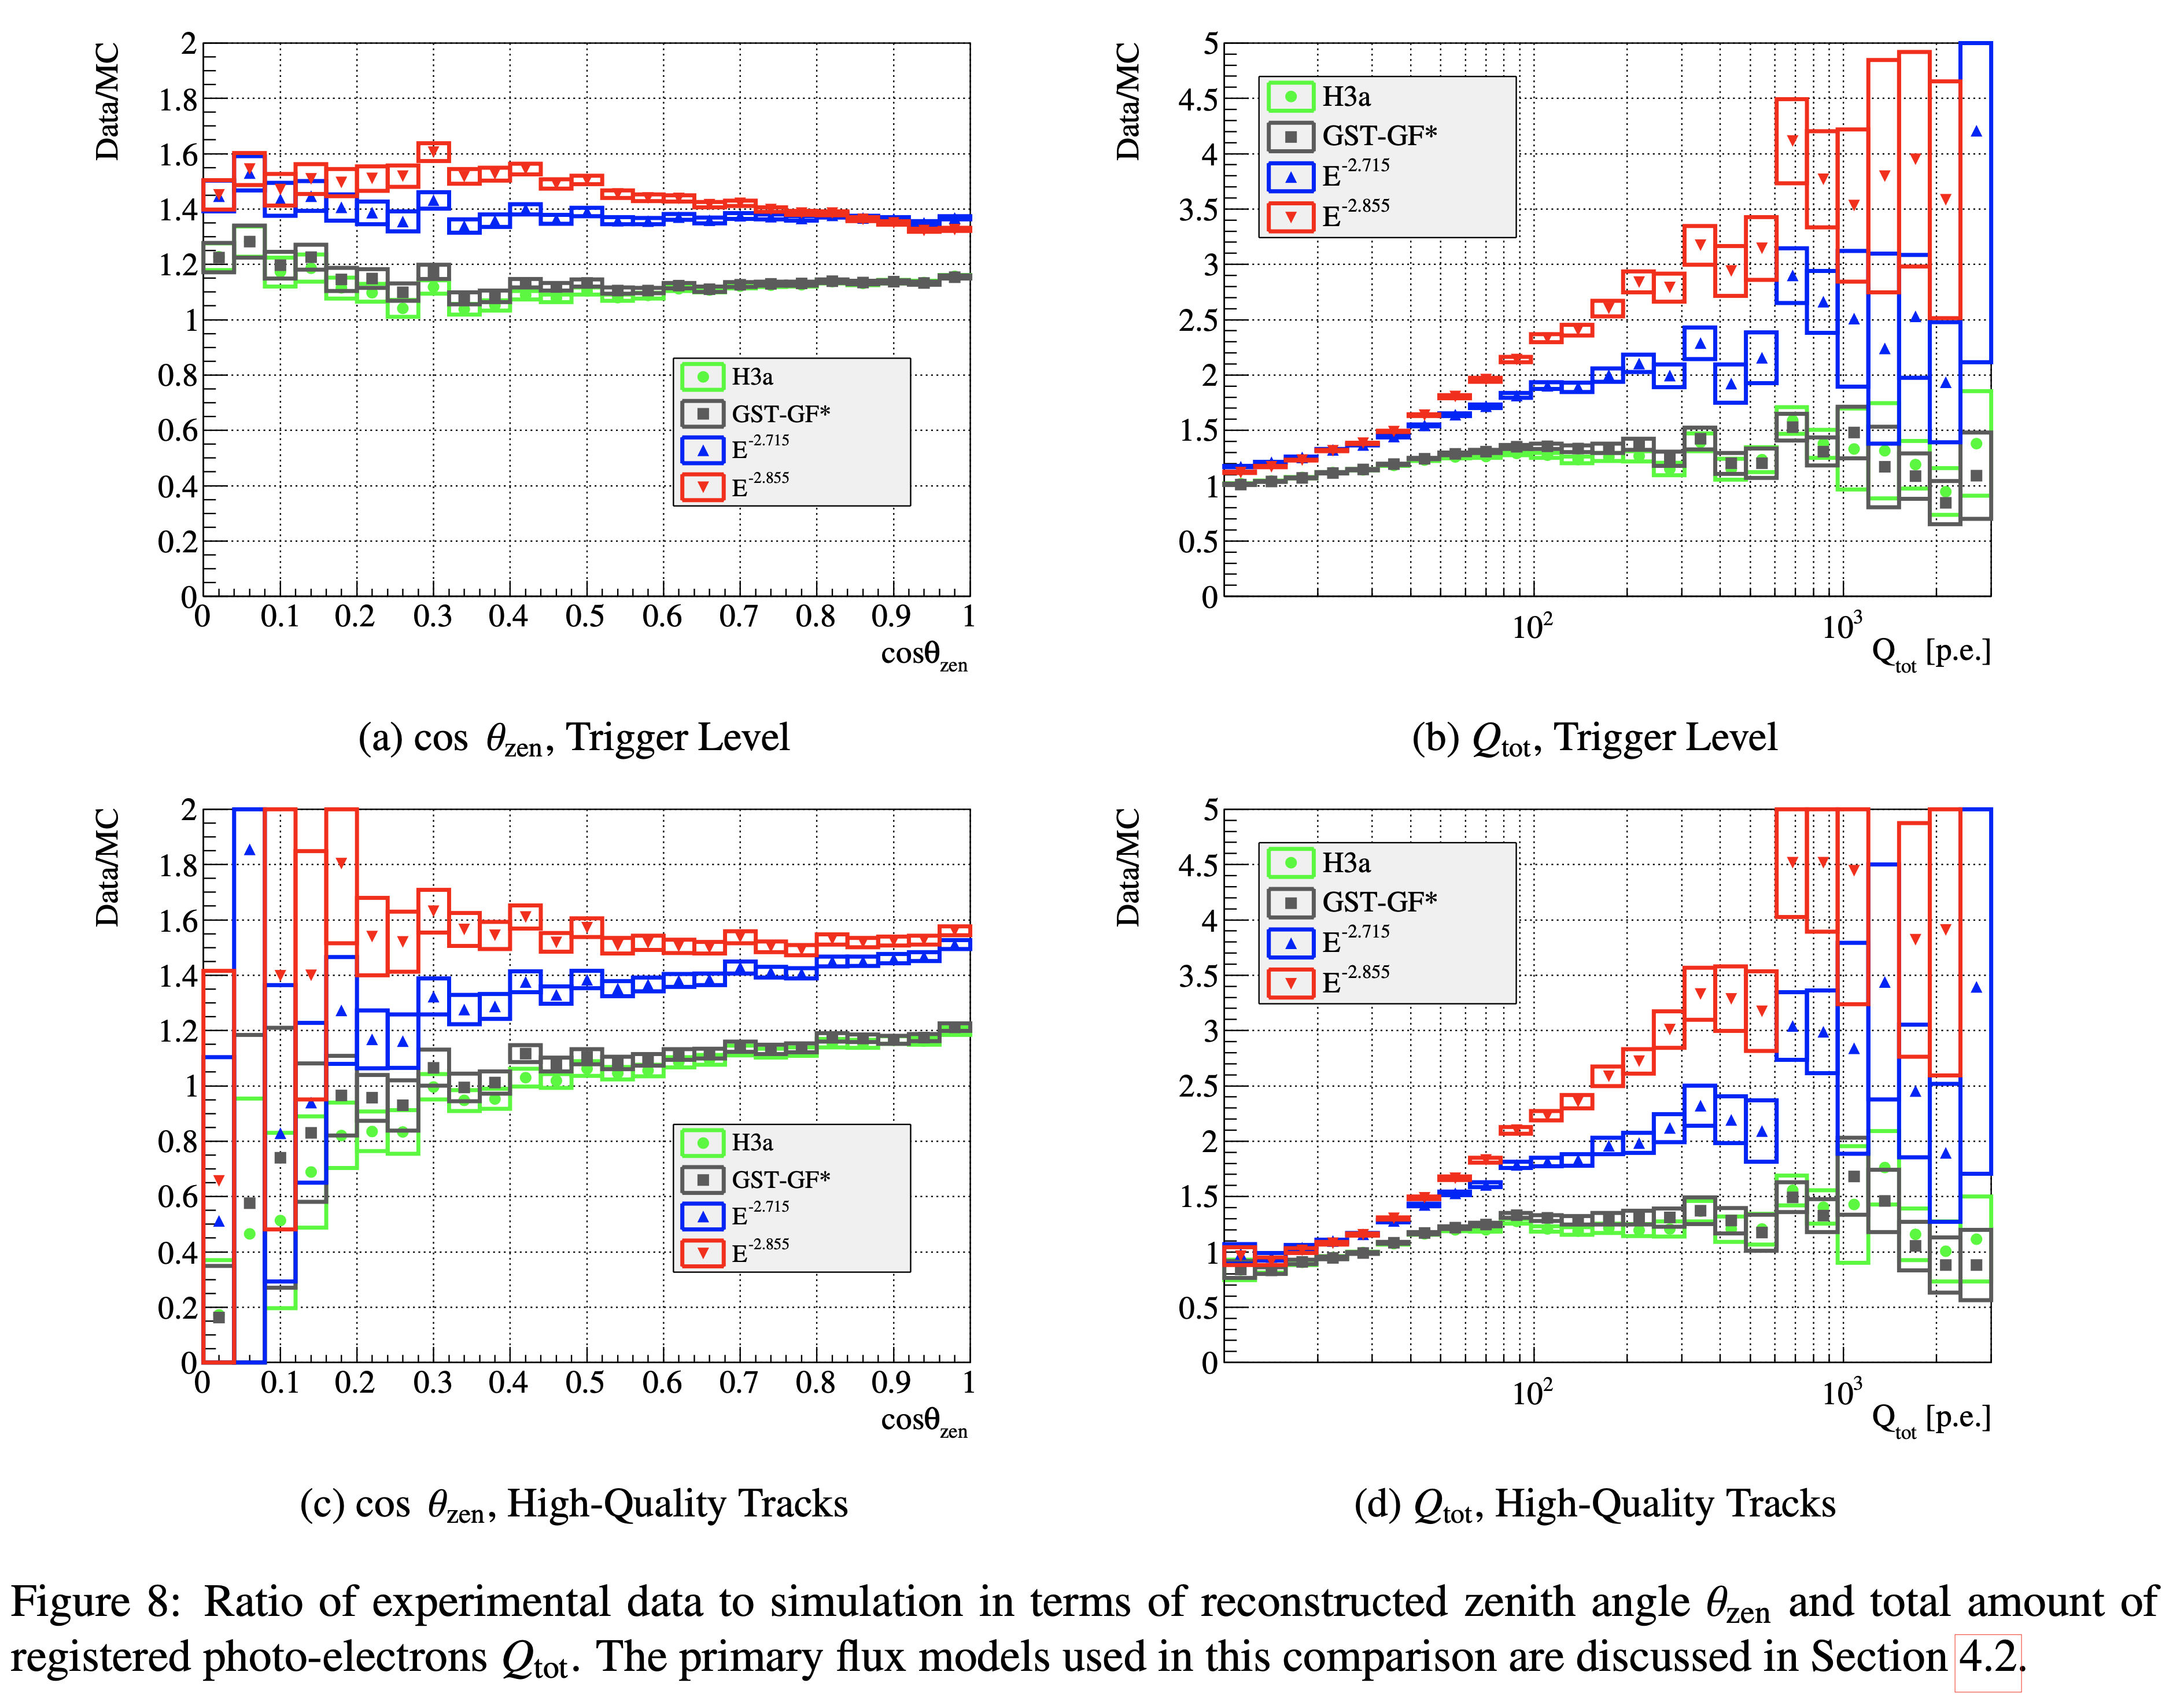 Data/MC
2
1.8
1.6
1.4
1.2
1
0.8
0.6
0.4
0.2
0
H3a
GST-GF*
E^-2.715
E^-2.855
0 0.1 0.2 0.3 0.4 0.5 0.6 0.7 0.8 0.9 1
cosθ_zen
(a) cos θ_zen, Trigger Level
Data/MC
5
4.5
4
3.5
3
2.5
2
1.5
1
0.5
0
H3a
GST-GF*
E^-2.715
E^-2.855
10^2 10^3
Q_tot [p.e.]
(b) Q_tot, Trigger Level
Data/MC
2
1.8
1.6
1.4
1.2
1
0.8
0.6
0.4
0.2
0
H3a
GST-GF*
E^-2.715
E^-2.855
0 0.1 0.2 0.3 0.4 0.5 0.6 0.7 0.8 0.9 1
cosθ_zen
(c) cos θ_zen, High-Quality Tracks
Data/MC
5
4.5
4
3.5
3
2.5
2
1.5
1
0.5
0
H3a
GST-GF*
E^-2.715
E^-2.855
10^2 10^3
Q_tot [p.e.]
(d) Q_tot, High-Quality Tracks
Figure 8: Ratio of experimental data to simulation in terms of reconstructed zenith angle θ_zen and total amount of
registered photo-electrons Q_tot. The primary flux models used in this comparison are discussed in Section 4.2.